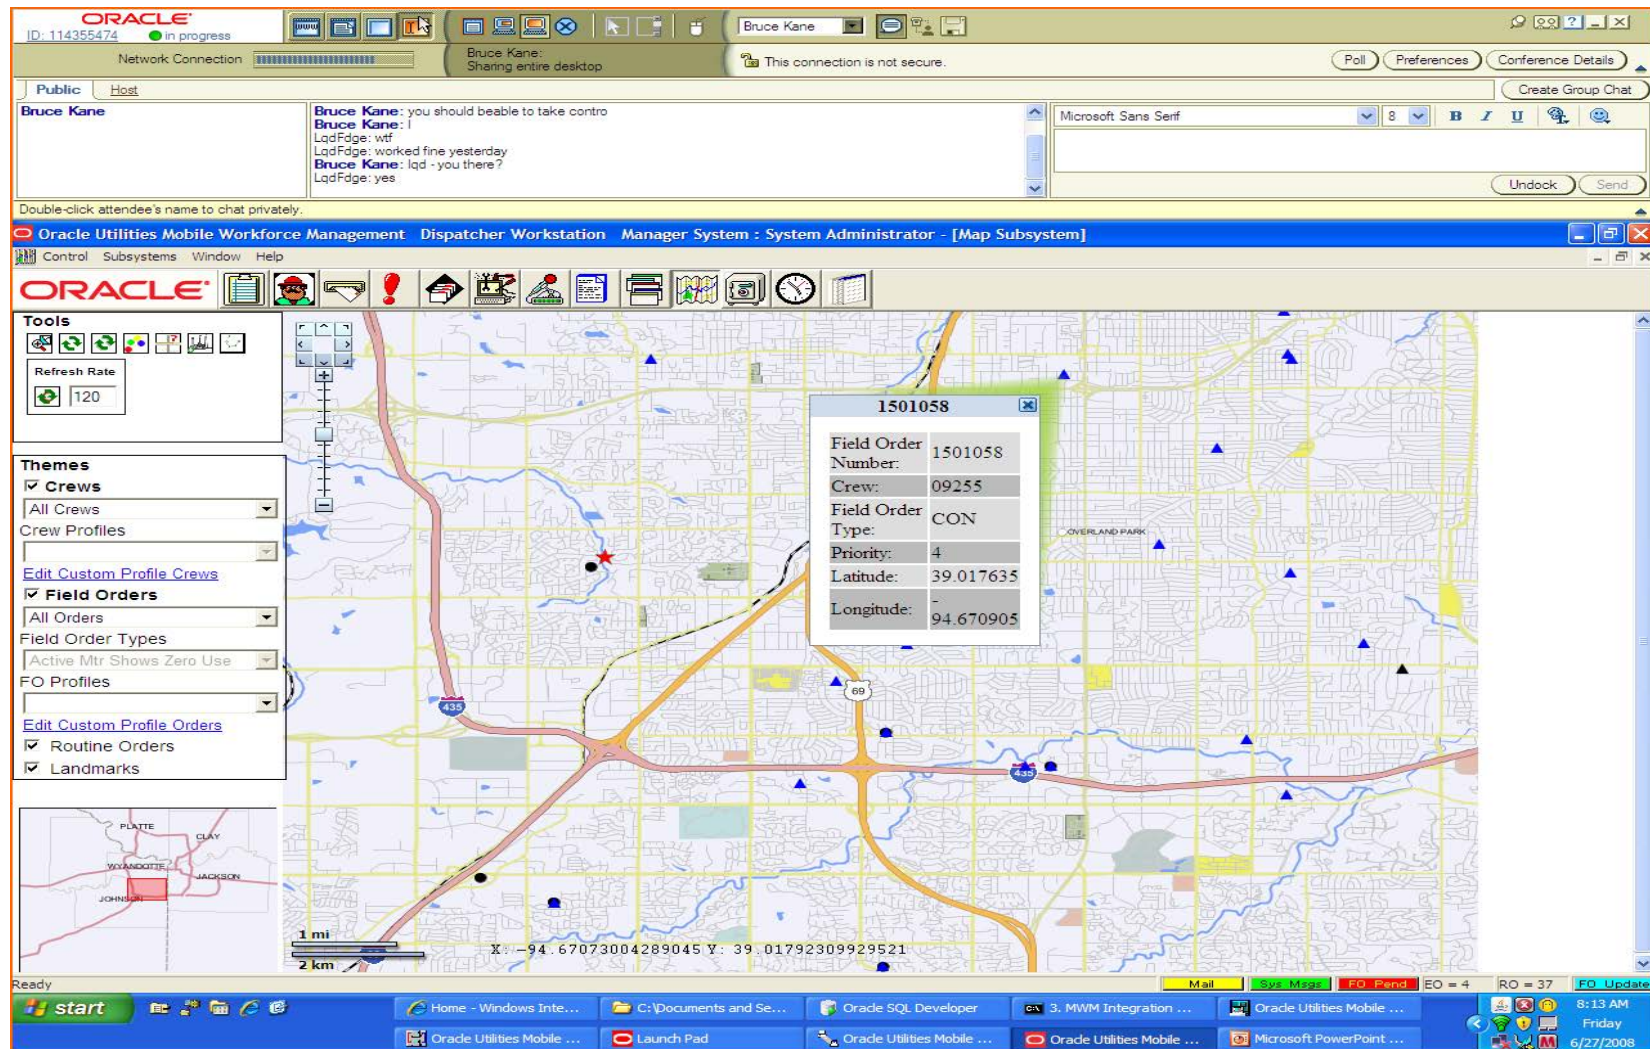 ORACLE
ID: 114355474 in progress
Bruce Kane
Network Connection
Bruce Kane:
Sharing entire desktop
This connection is not secure.
Poll
Preferences
Conference Details
Public
Host
Create Group Chat
Bruce Kane
Bruce Kane: you should beable to take contro
Bruce Kane: l
LqdFdge: wtf
LqdFdge: worked fine yesterday
Bruce Kane: lqd - you there?
LqdFdge: yes
Microsoft Sans Serif
8
B I U
Undock
Send
Double-click attendee's name to chat privately.
Oracle Utilities Mobile Workforce Management Dispatcher Workstation Manager System : System Administrator - [Map Subsystem]
Control Subsystems Window Help
ORACLE
Tools
Refresh Rate
120
Themes
Crews
All Crews
Crew Profiles
Edit Custom Profile Crews
Field Orders
All Orders
Field Order Types
Active Mtr Shows Zero Use
FO Profiles
Edit Custom Profile Orders
Routine Orders
Landmarks
PLATTE
CLAY
WYANDOTTE
JACKSON
1501058
Field Order Number: 1501058
Crew: 09255
Field Order Type: CON
Priority: 4
Latitude: 39.017635
Longitude: -94.670905
OVERLAND PARK
69
435
435
1 mi
2 km
X: -94.67073004289045 Y: 39.01792309929521
Ready
Mail
Sys Msgs
FO Pend
EO = 4
RO = 37
FO Update
start
Home - Windows Inte...
C:\Documents and Se...
Oracle SQL Developer
3. MWM Integration ...
Oracle Utilities Mobile ...
8:13 AM
Oracle Utilities Mobile ...
Launch Pad
Oracle Utilities Mobile ...
Oracle Utilities Mobile ...
Microsoft PowerPoint ...
Friday
6/27/2008